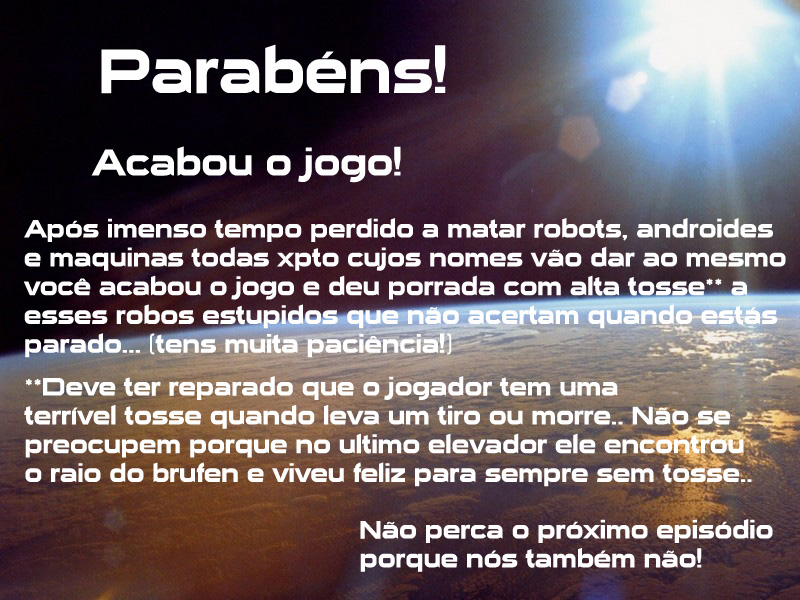 Parabéns!
Acabou o jogo!
Após imenso tempo perdido a matar robots, androides
e maquinas todas xpto cujos nomes vão dar ao mesmo
você acabou o jogo e deu porrada com alta tosse** a
esses robos estupidos que não acertam quando estás
parado... (tens muita paciência!)
**Deve ter reparado que o jogador tem uma
terrível tosse quando leva um tiro ou morre.. Não se
preocupem porque no ultimo elevador ele encontrou
o raio do brufen e viveu feliz para sempre sem tosse..
Não perca o próximo episódio
porque nós também não!